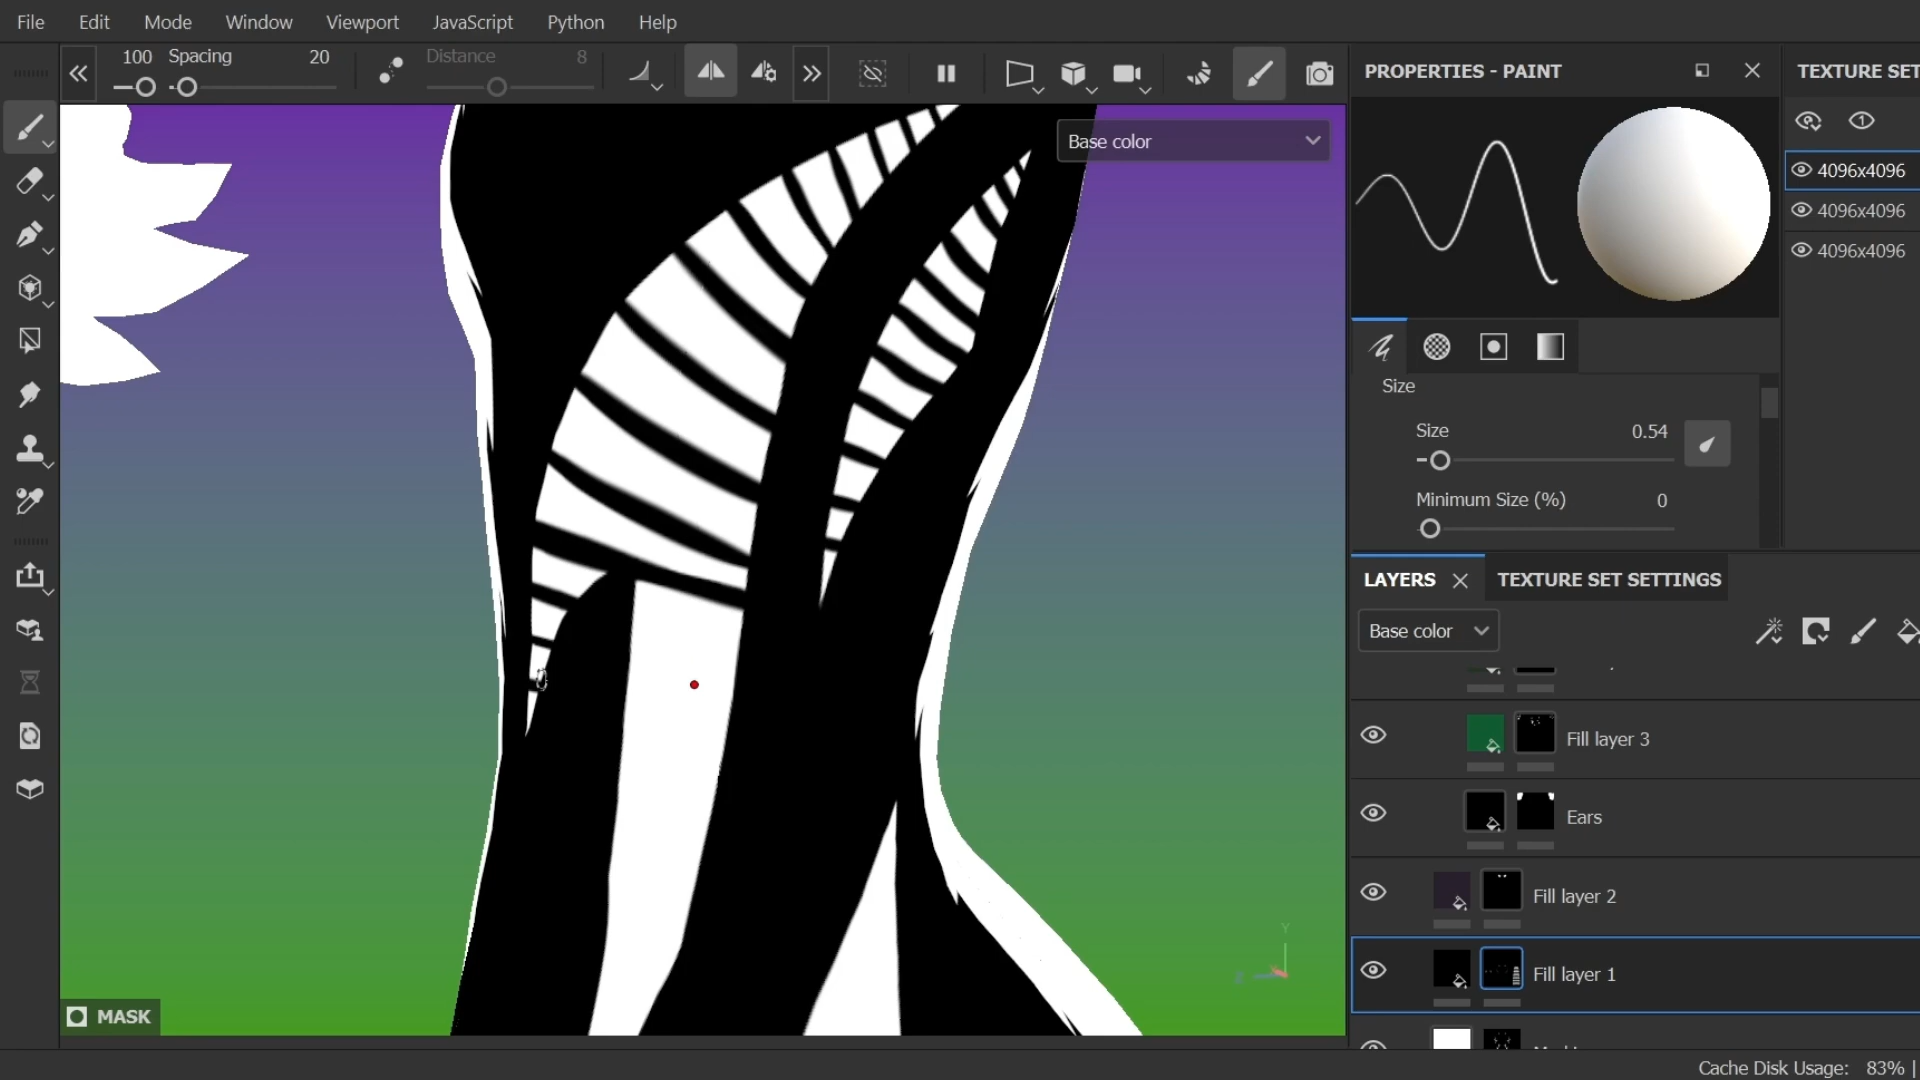 File Edit Mode Window Viewport JavaScript Python Help
100 Spacing 20 Distance 8
PROPERTIES - PAINT
TEXTURE SET
Base color
4096x4096
4096x4096
4096x4096
Size
Size 0.54
Minimum Size (%) 0
LAYERS TEXTURE SET SETTINGS
Base color
Fill layer 3
Ears
Fill layer 2
Fill layer 1
MASK
Y
Cache Disk Usage: 83% |